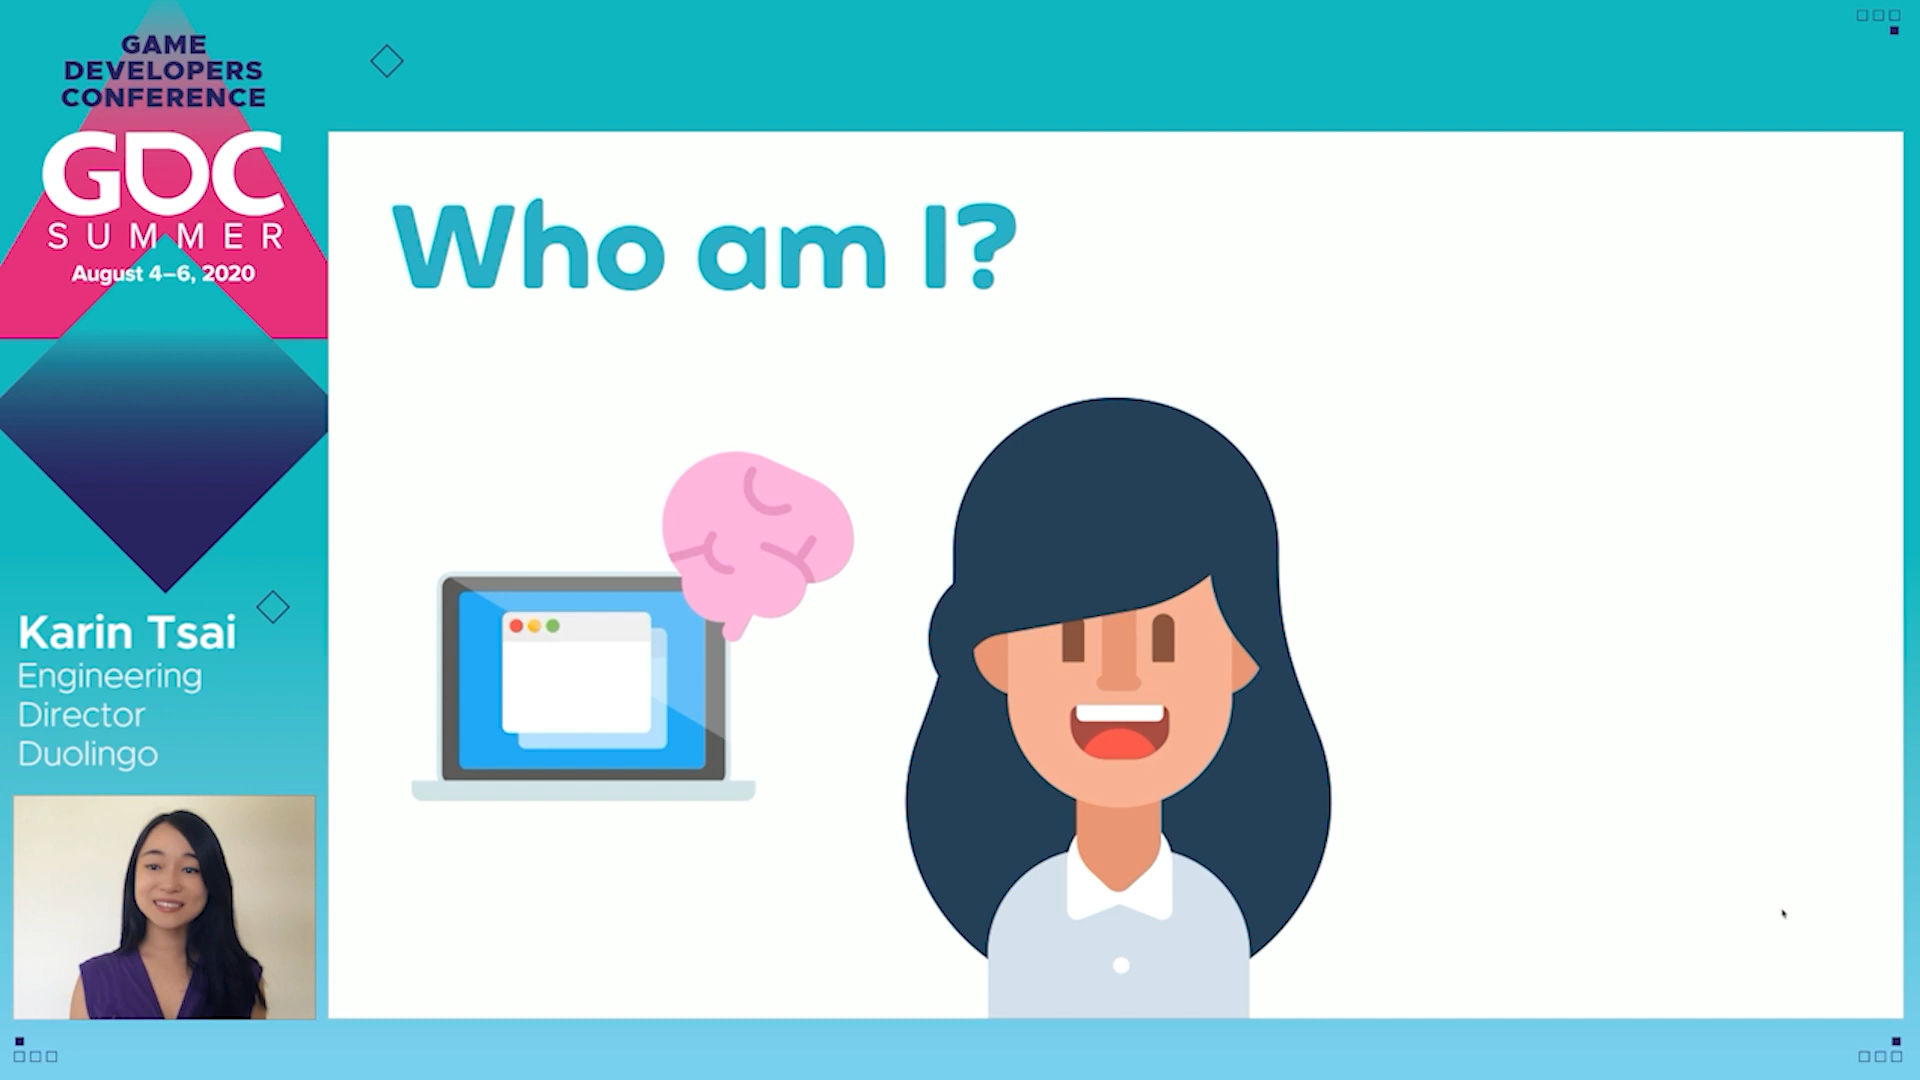 GAME
DEVELOPERS
CONFERENCE
GDC
SUMMER
August 4–6, 2020
Karin Tsai
Engineering
Director
Duolingo
Who am I?